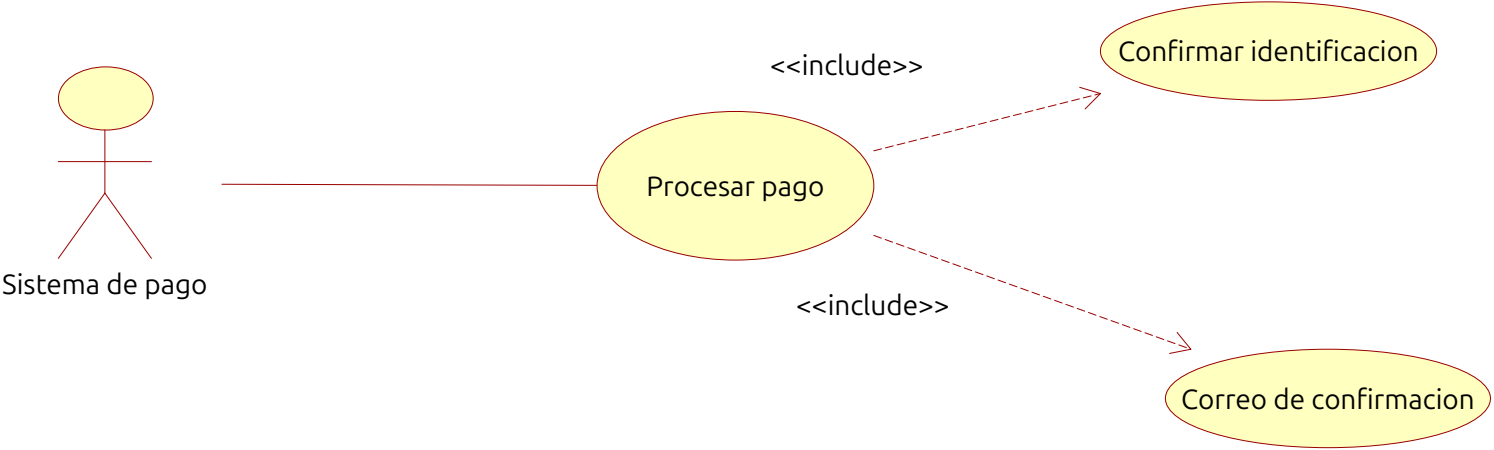 Confirmar identificacion
<<include>>
Procesar pago
Sistema de pago
<<include>>
Correo de confirmacion